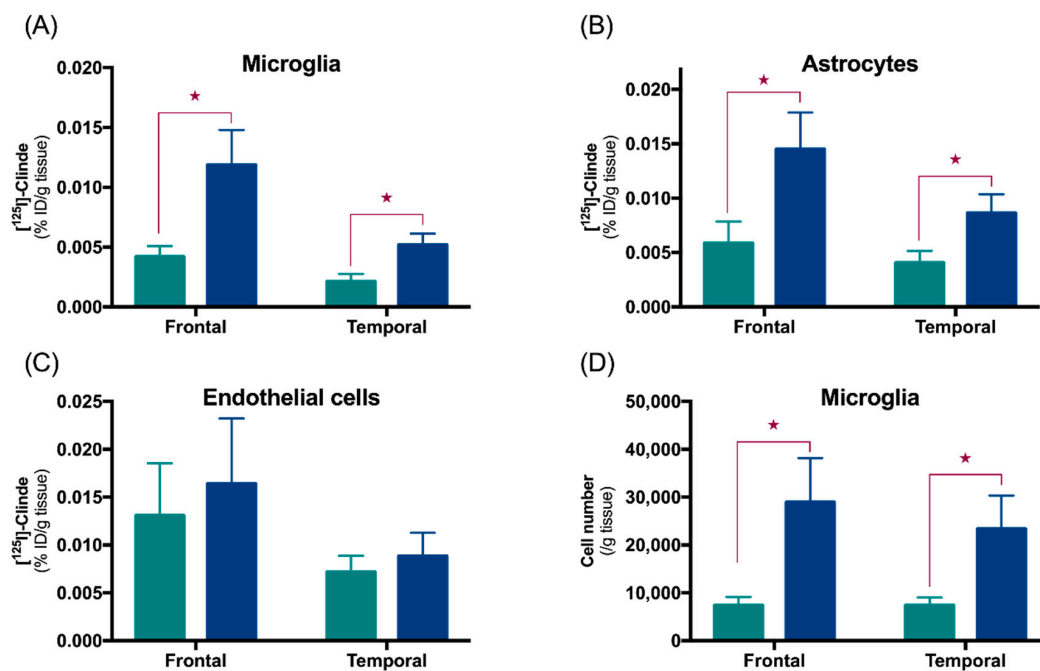 (A)
Microglia
[¹²⁵I]-Clinde
(% ID/g tissue)
0.020
0.015
0.010
0.005
0.000
★
★
Frontal Temporal
(B)
Astrocytes
[¹²⁵I]-Clinde
(% ID/g tissue)
0.020
0.015
0.010
0.005
0.000
★
★
Frontal Temporal
(C)
Endothelial cells
[¹²⁵I]-Clinde
(% ID/g tissue)
0.025
0.020
0.015
0.010
0.005
0.000
Frontal Temporal
(D)
Microglia
Cell number
(/g tissue)
50,000
40,000
30,000
20,000
10,000
0
★
★
Frontal Temporal